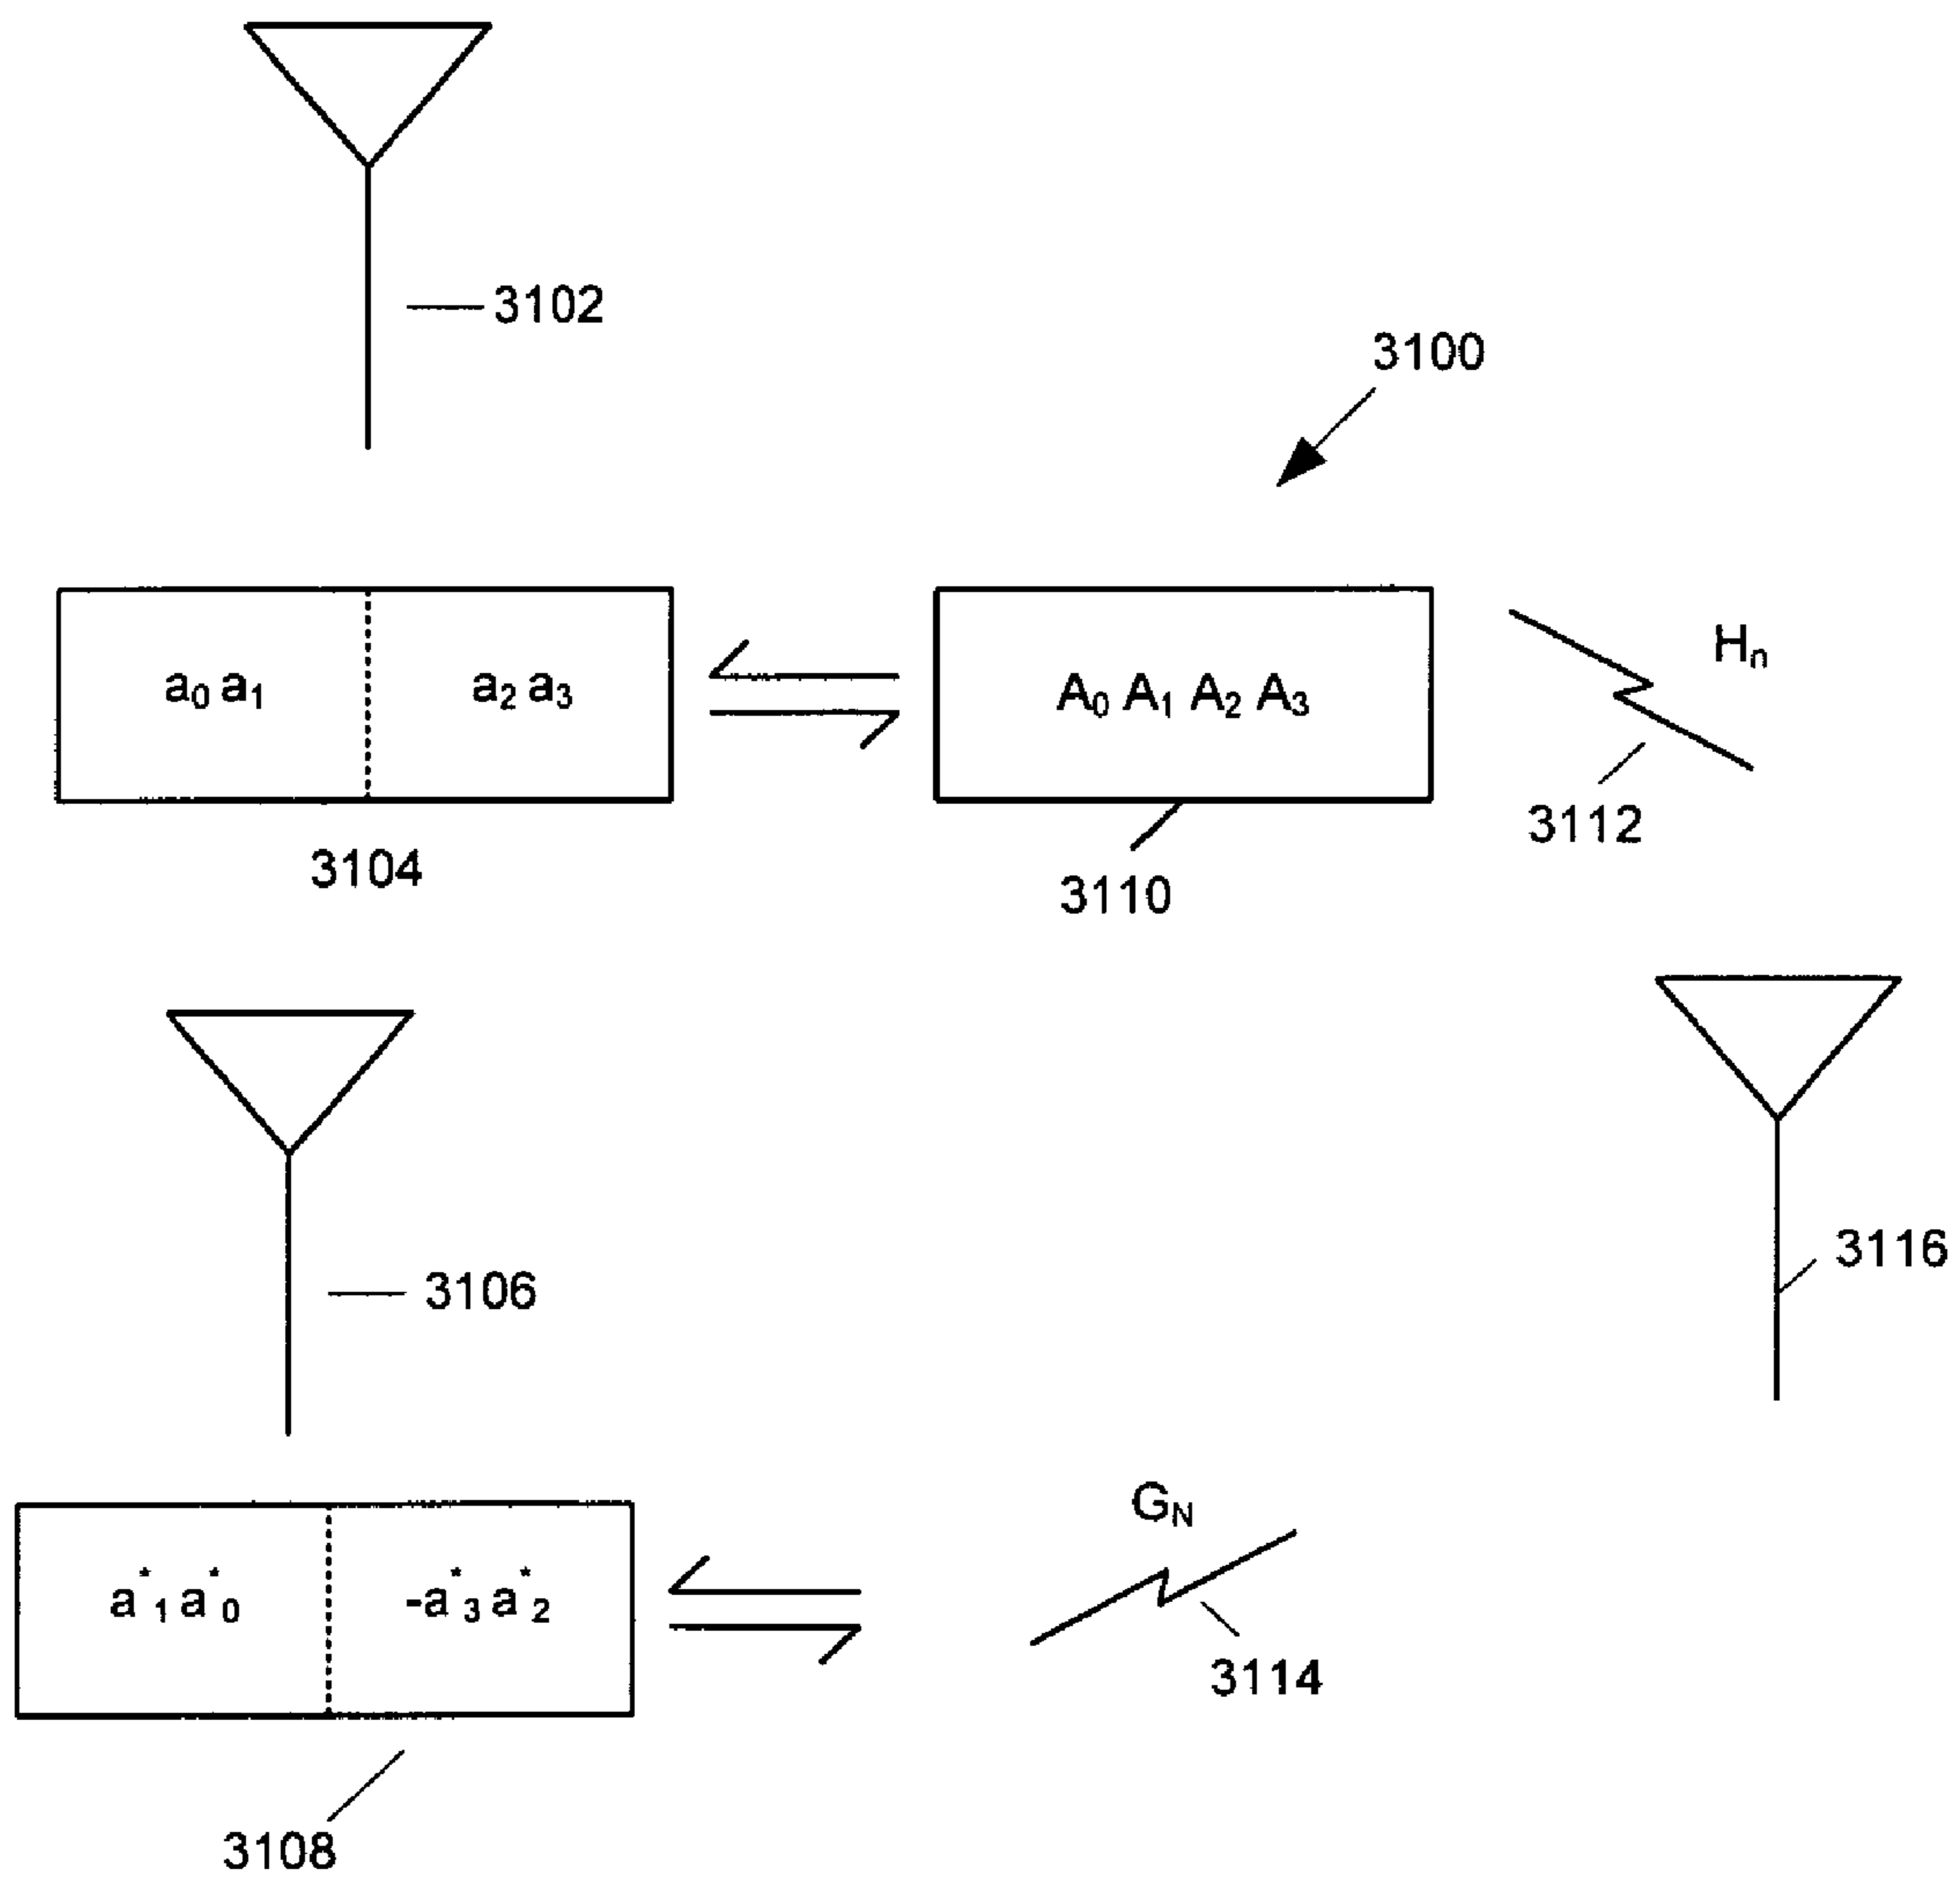 3102
3100
a₀ a₁ a₂ a₃
A₀ A₁ A₂ A₃
Hₙ
3112
3104
3110
3106
3116
G_N
a*₁ a*₀ -a*₃ a*₂
3114
3108